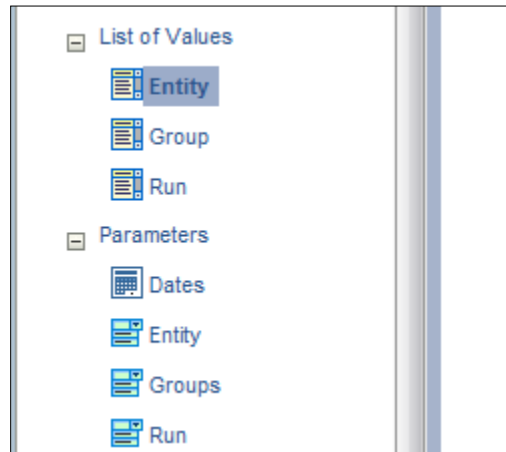 List of Values
Entity
Group
Run
Parameters
Dates
Entity
Groups
Run